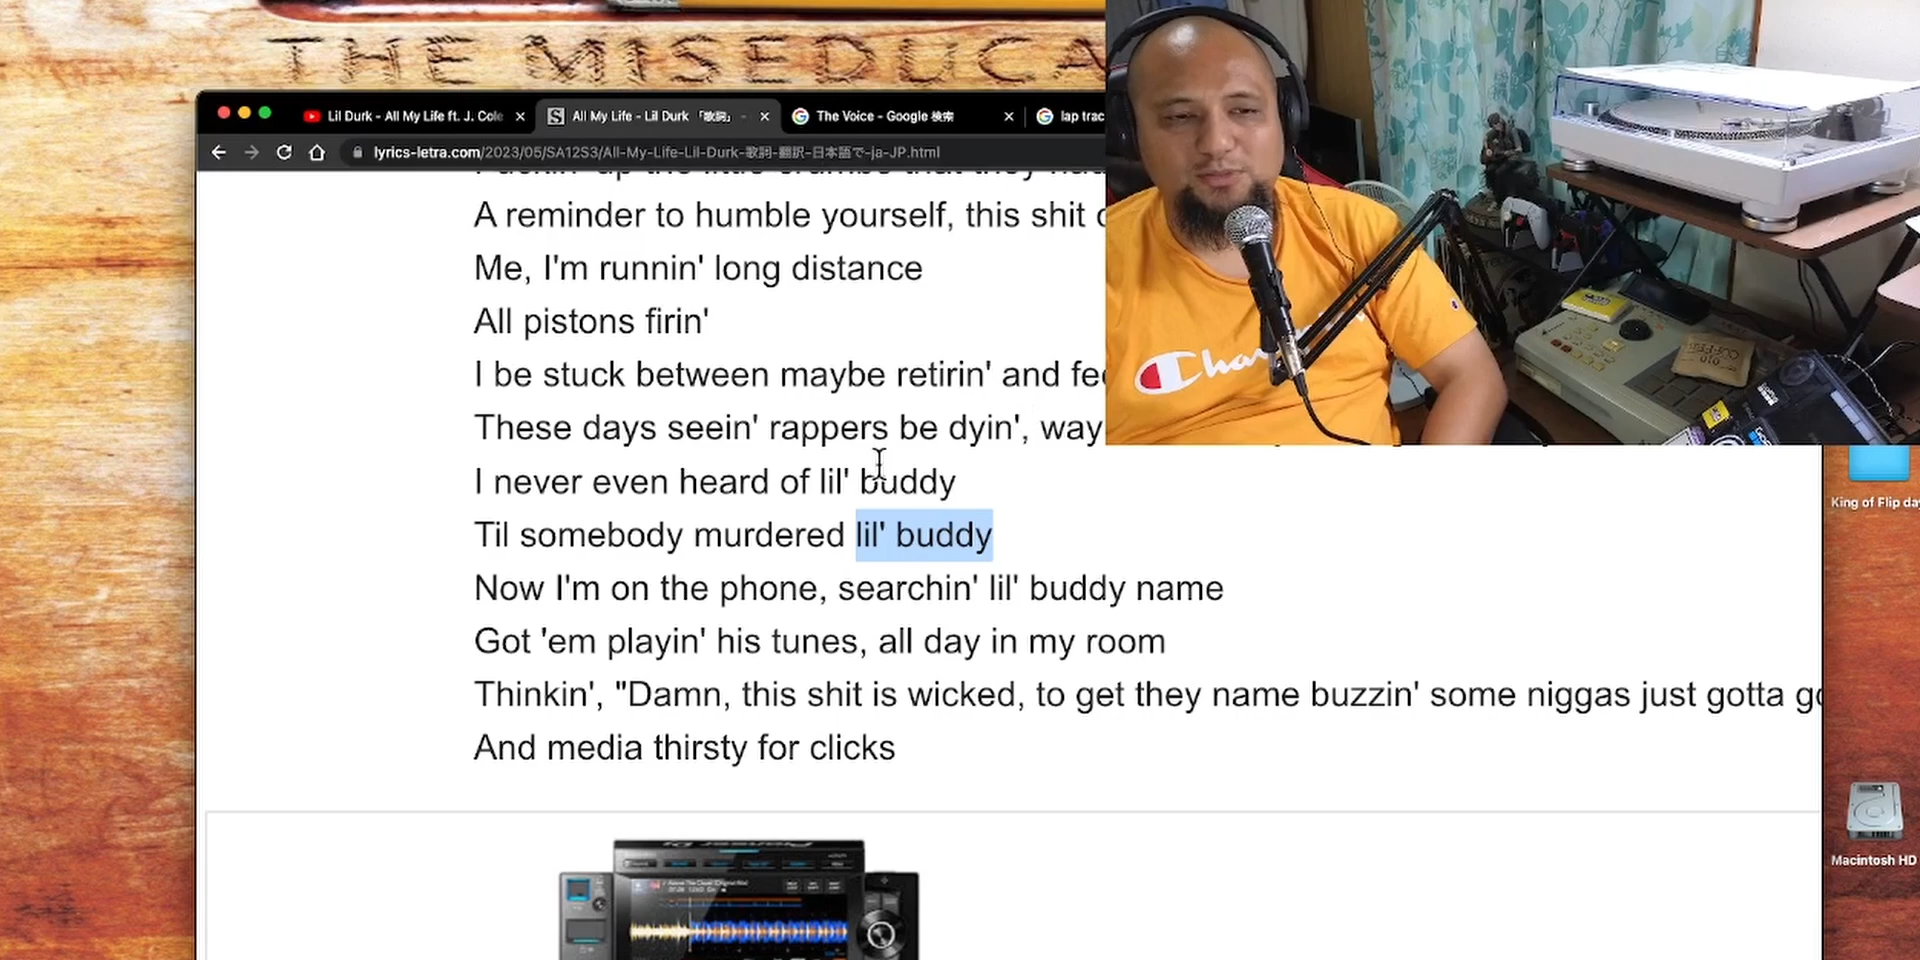 THE MISEDUCA
Lil Durk - All My Life ft. J. Cole
All My Life - Lil Durk 「歌詞」 -
The Voice - Google 検索
lap trac
lyrics-letra.com/2023/05/SA12S3/All-My-Life-Lil-Durk-歌詞-翻訳-日本語で-ja-JP.html
A reminder to humble yourself, this shit
Me, I'm runnin' long distance
All pistons firin'
I be stuck between maybe retirin' and fe
These days seein' rappers be dyin', way
I never even heard of lil' buddy
Til somebody murdered lil' buddy
Now I'm on the phone, searchin' lil' buddy name
Got 'em playin' his tunes, all day in my room
Thinkin', "Damn, this shit is wicked, to get they name buzzin' some niggas just gotta g
And media thirsty for clicks
Cha
King of Flip day
Macintosh HD